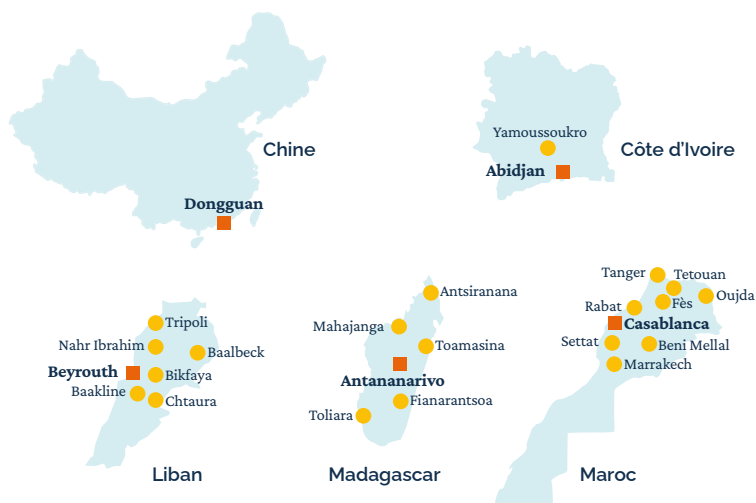 Yamoussoukro
Chine
Côte d’Ivoire
Abidjan
Dongguan
Tanger
Tetouan
Antsiranana
Oujda
Rabat
Fès
Tripoli
Mahajanga
Casablanca
Nahr Ibrahim
Baalbeck
Toamasina
Settat
Beni Mellal
Beyrouth
Bikfaya
Marrakech
Antananarivo
Baakline
Chtaura
Fianarantsoa
Toliara
Liban
Madagascar
Maroc